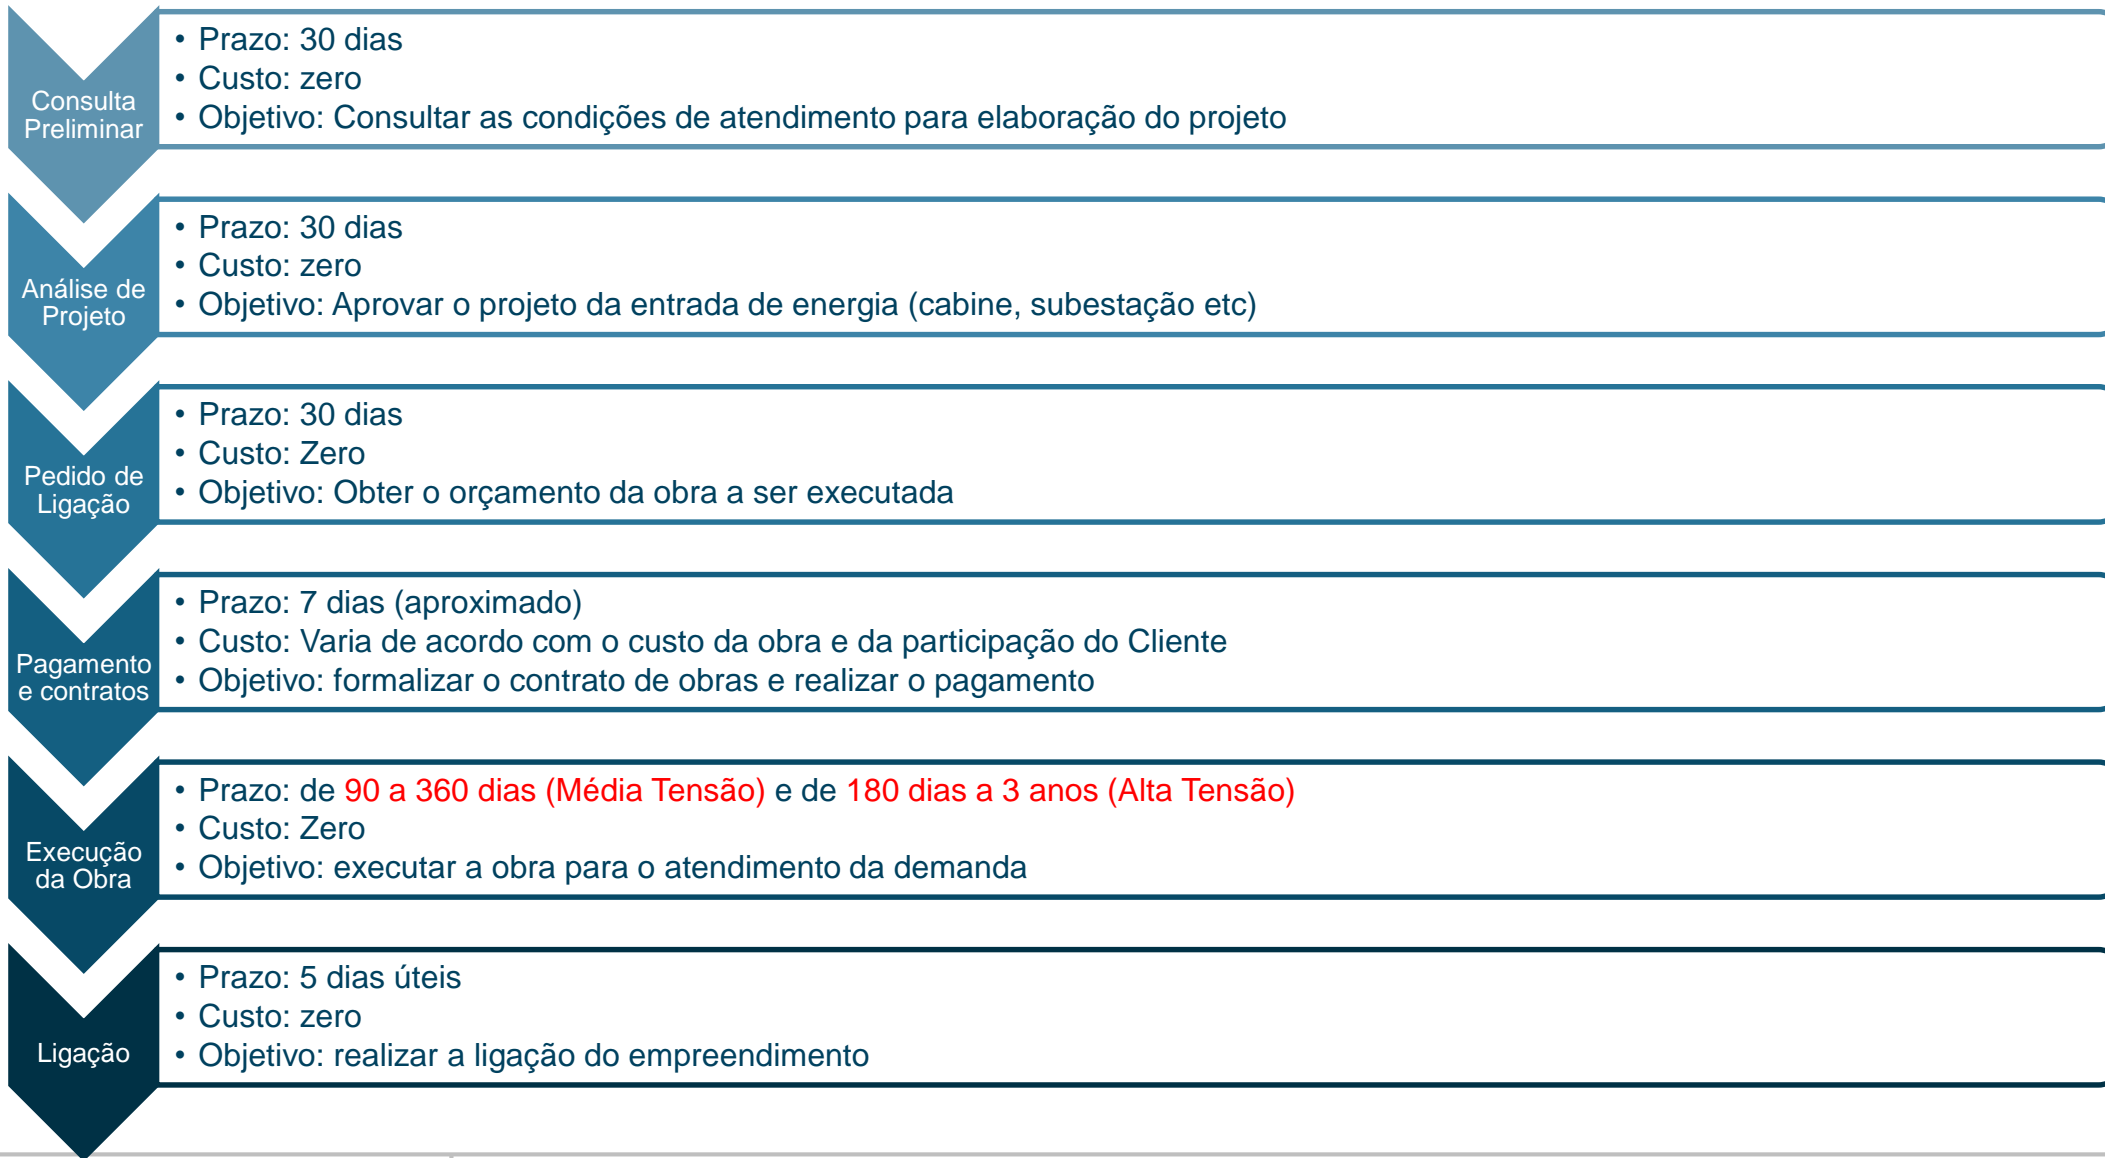 Consulta
Preliminar
• Prazo: 30 dias
• Custo: zero
• Objetivo: Consultar as condições de atendimento para elaboração do projeto
Análise de
Projeto
• Prazo: 30 dias
• Custo: zero
• Objetivo: Aprovar o projeto da entrada de energia (cabine, subestação etc)
Pedido de
Ligação
• Prazo: 30 dias
• Custo: Zero
• Objetivo: Obter o orçamento da obra a ser executada
Pagamento
e contratos
• Prazo: 7 dias (aproximado)
• Custo: Varia de acordo com o custo da obra e da participação do Cliente
• Objetivo: formalizar o contrato de obras e realizar o pagamento
Execução
da Obra
• Prazo: de 90 a 360 dias (Média Tensão) e de 180 dias a 3 anos (Alta Tensão)
• Custo: Zero
• Objetivo: executar a obra para o atendimento da demanda
Ligação
• Prazo: 5 dias úteis
• Custo: zero
• Objetivo: realizar a ligação do empreendimento